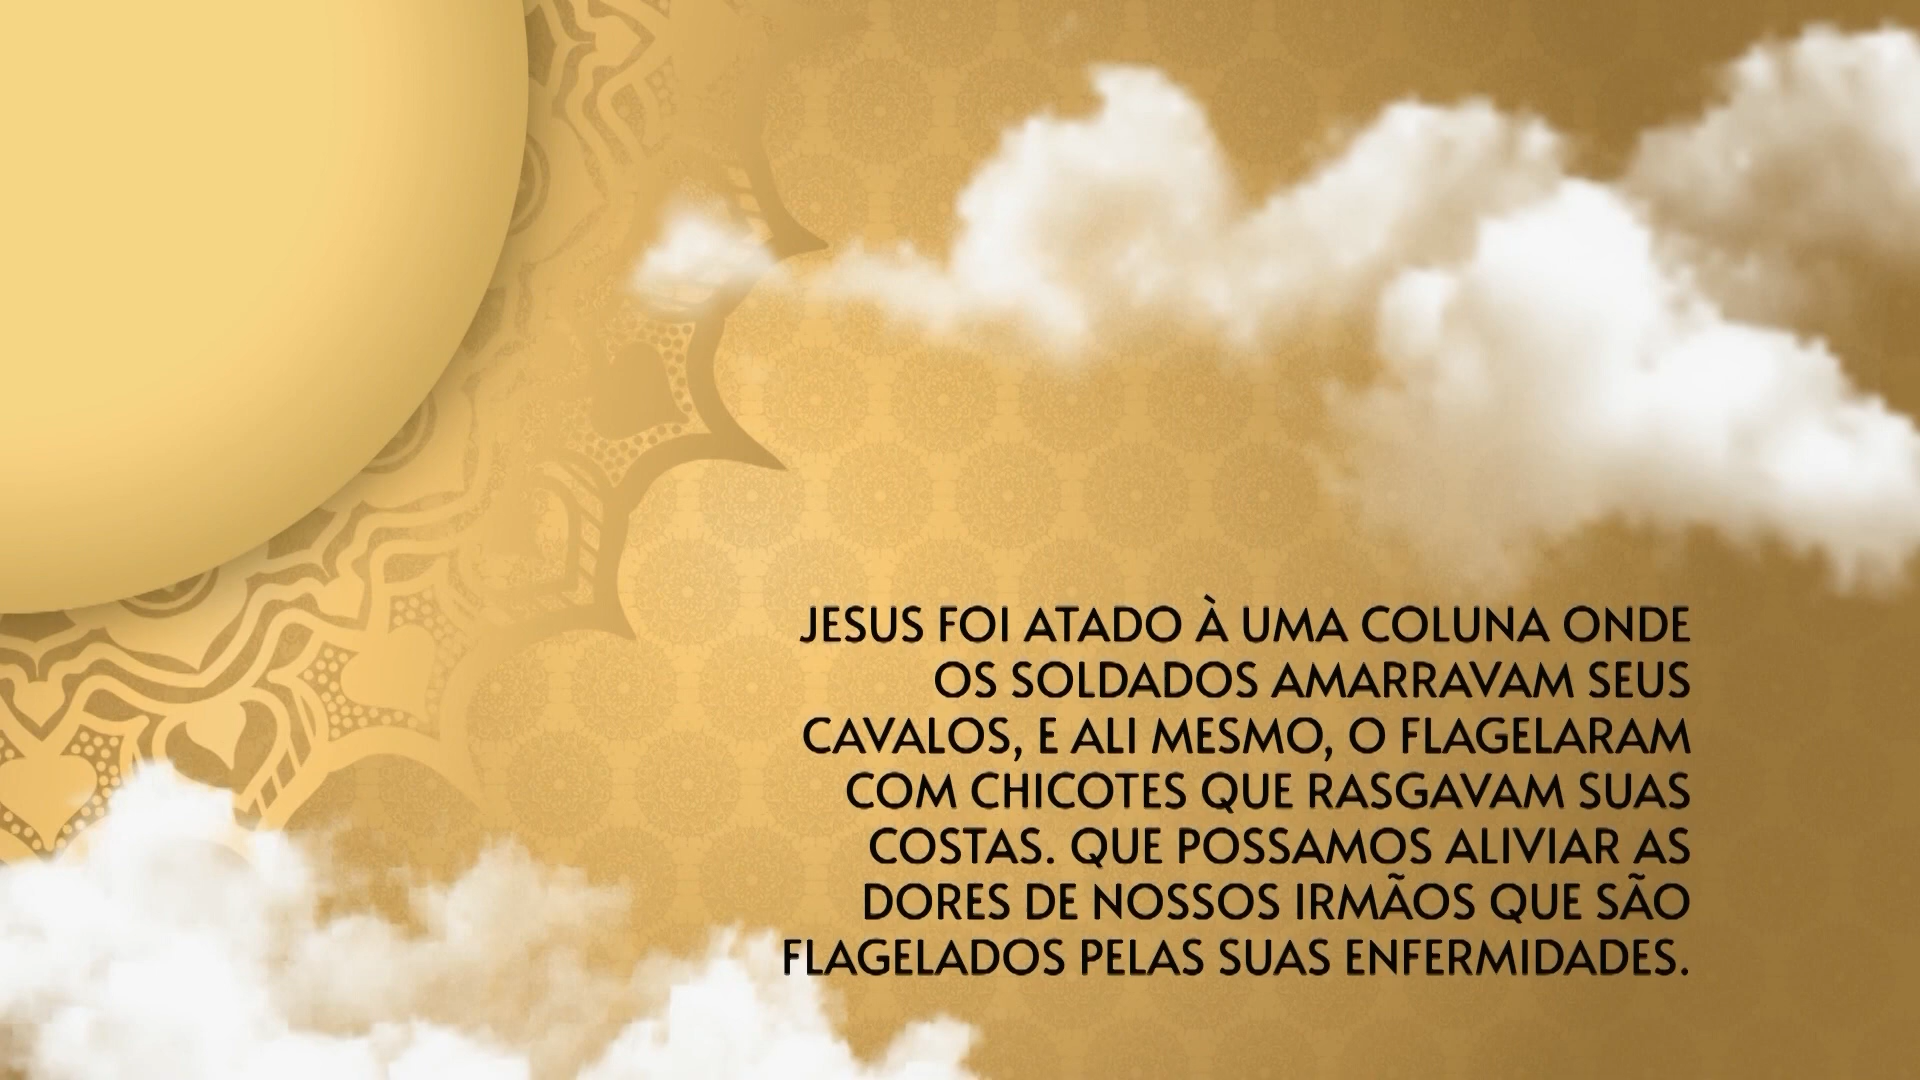 JESUS FOI ATADO À UMA COLUNA ONDE
OS SOLDADOS AMARRAVAM SEUS
CAVALOS, E ALI MESMO, O FLAGELARAM
COM CHICOTES QUE RASGAVAM SUAS
COSTAS. QUE POSSAMOS ALIVIAR AS
DORES DE NOSSOS IRMÃOS QUE SÃO
FLAGELADOS PELAS SUAS ENFERMIDADES.